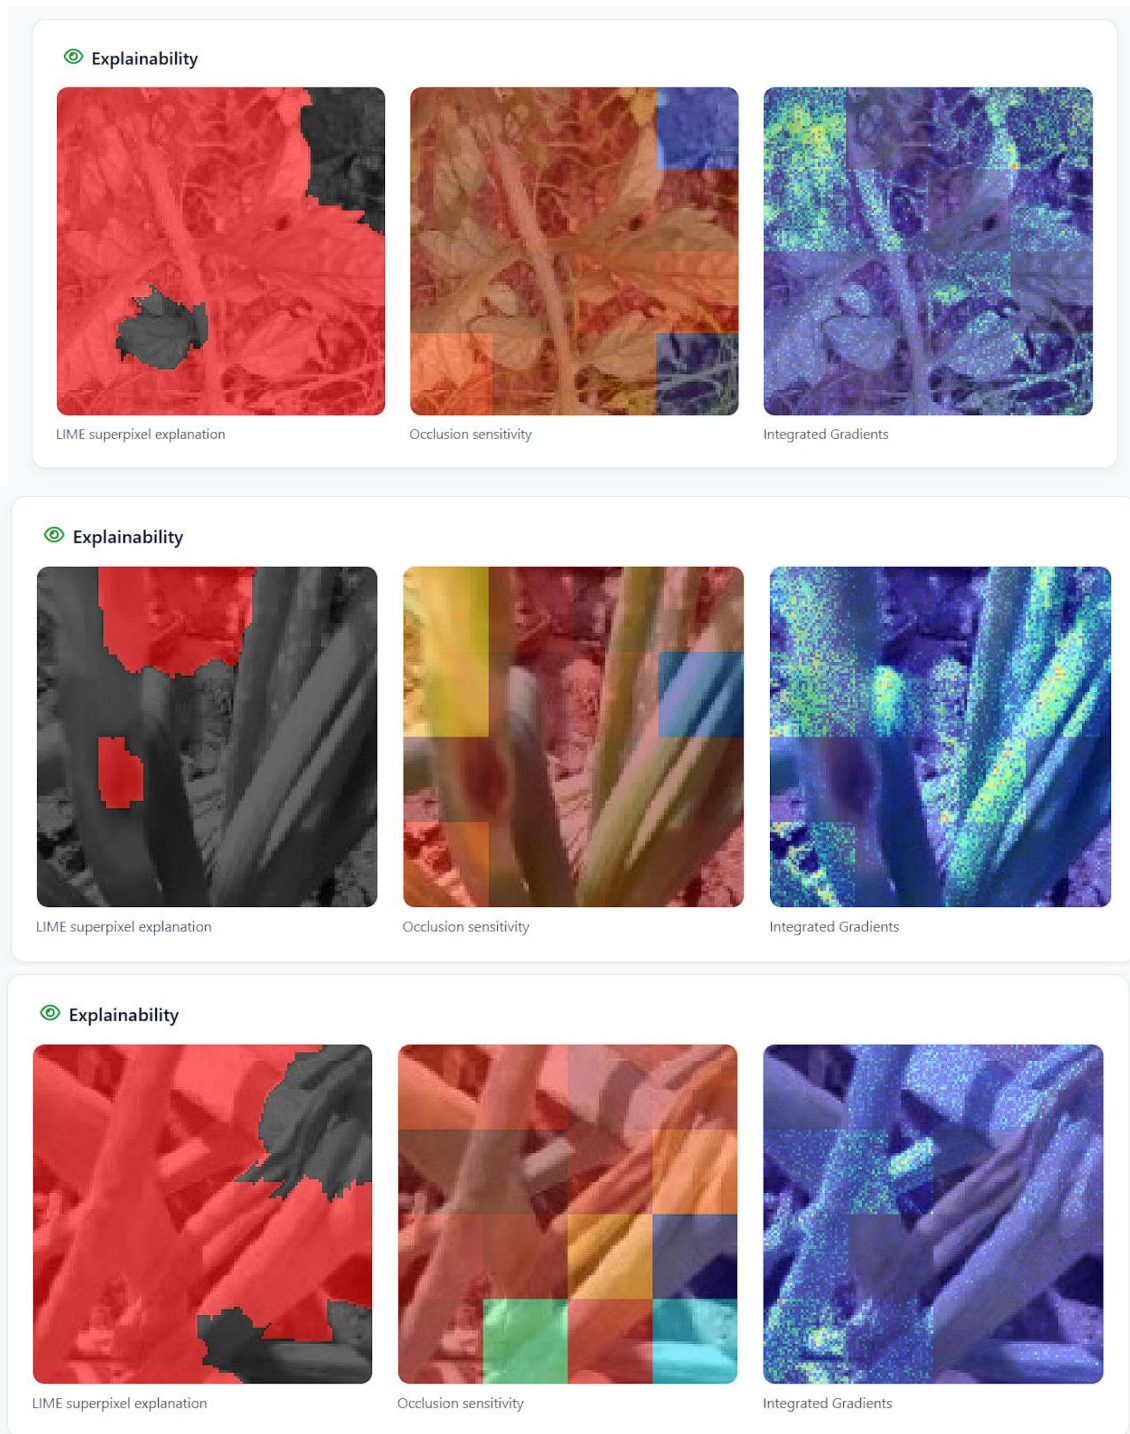 Explainability
LIME superpixel explanation
Occlusion sensitivity
Integrated Gradients
Explainability
LIME superpixel explanation
Occlusion sensitivity
Integrated Gradients
Explainability
LIME superpixel explanation
Occlusion sensitivity
Integrated Gradients